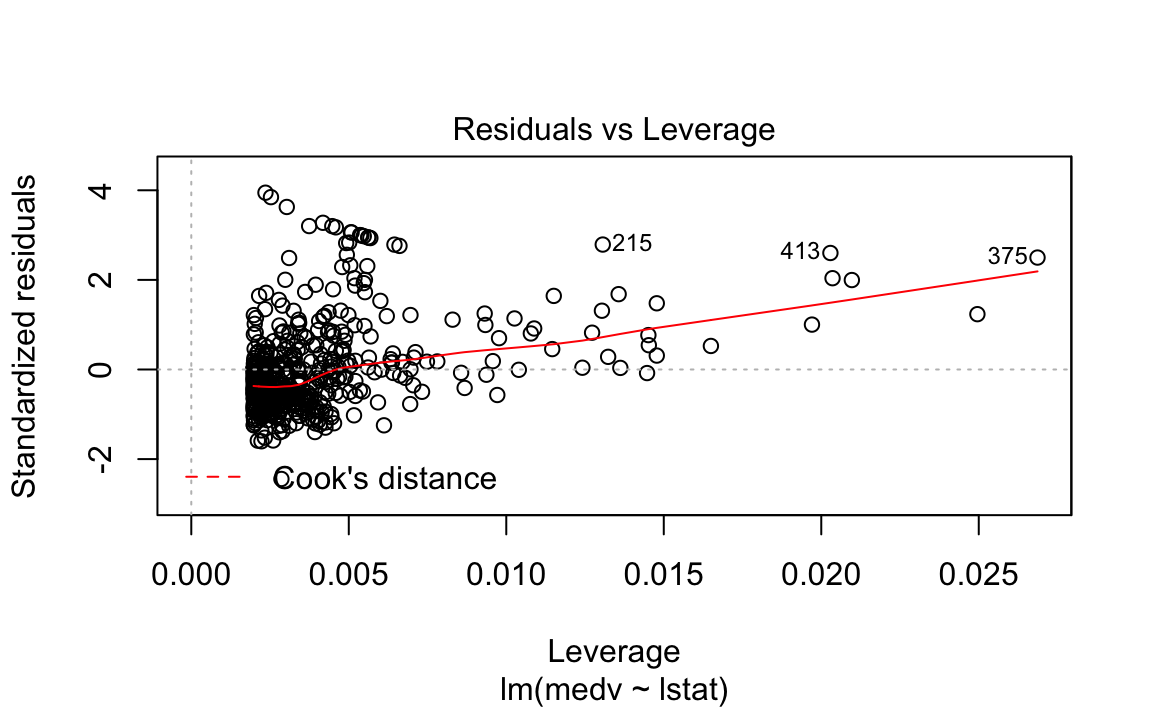 Residuals vs Leverage
Standardized residuals
4
2
0
-2
215
413
375
Cook's distance
0.000 0.005 0.010 0.015 0.020 0.025
Leverage
lm(medv ~ lstat)